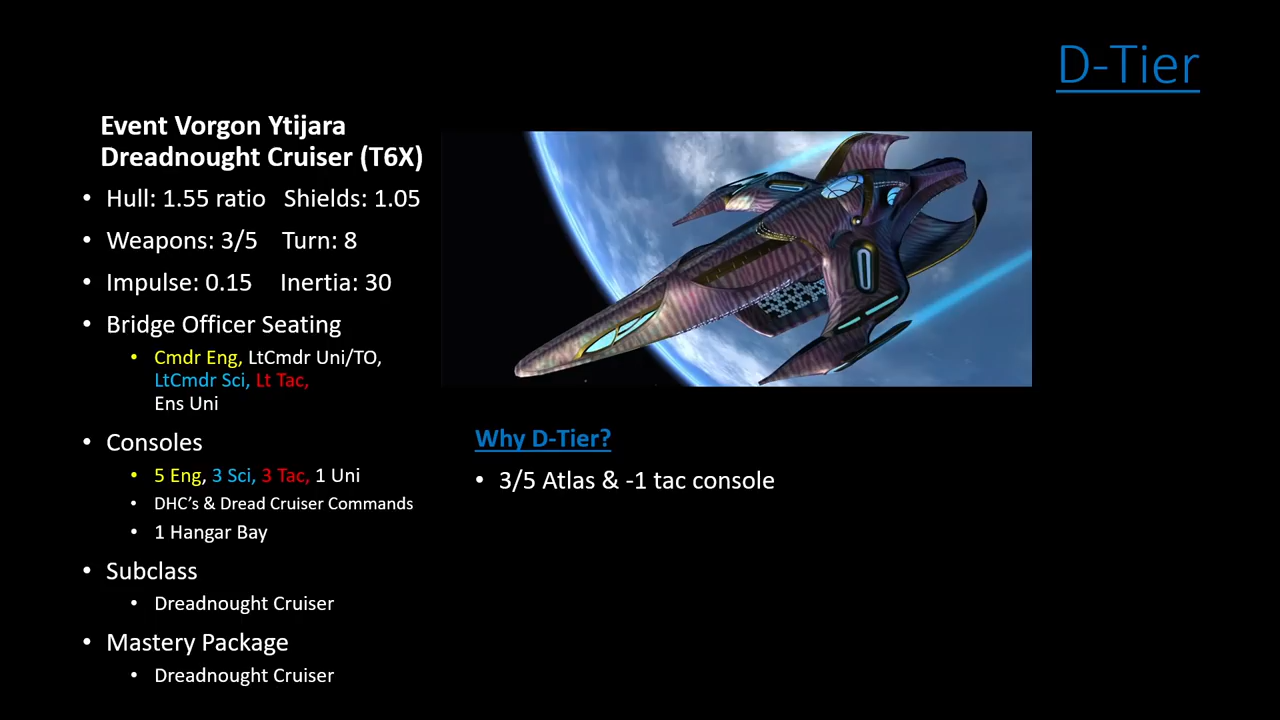 D-Tier
Event Vorgon Ytijara
Dreadnought Cruiser (T6X)
• Hull: 1.55 ratio Shields: 1.05
• Weapons: 3/5 Turn: 8
• Impulse: 0.15 Inertia: 30
• Bridge Officer Seating
• Cmdr Eng, LtCmdr Uni/TO,
LtCmdr Sci, Lt Tac,
Ens Uni
• Consoles
• 5 Eng, 3 Sci, 3 Tac, 1 Uni
• DHC's & Dread Cruiser Commands
• 1 Hangar Bay
• Subclass
• Dreadnought Cruiser
• Mastery Package
• Dreadnought Cruiser
Why D-Tier?
• 3/5 Atlas & -1 tac console